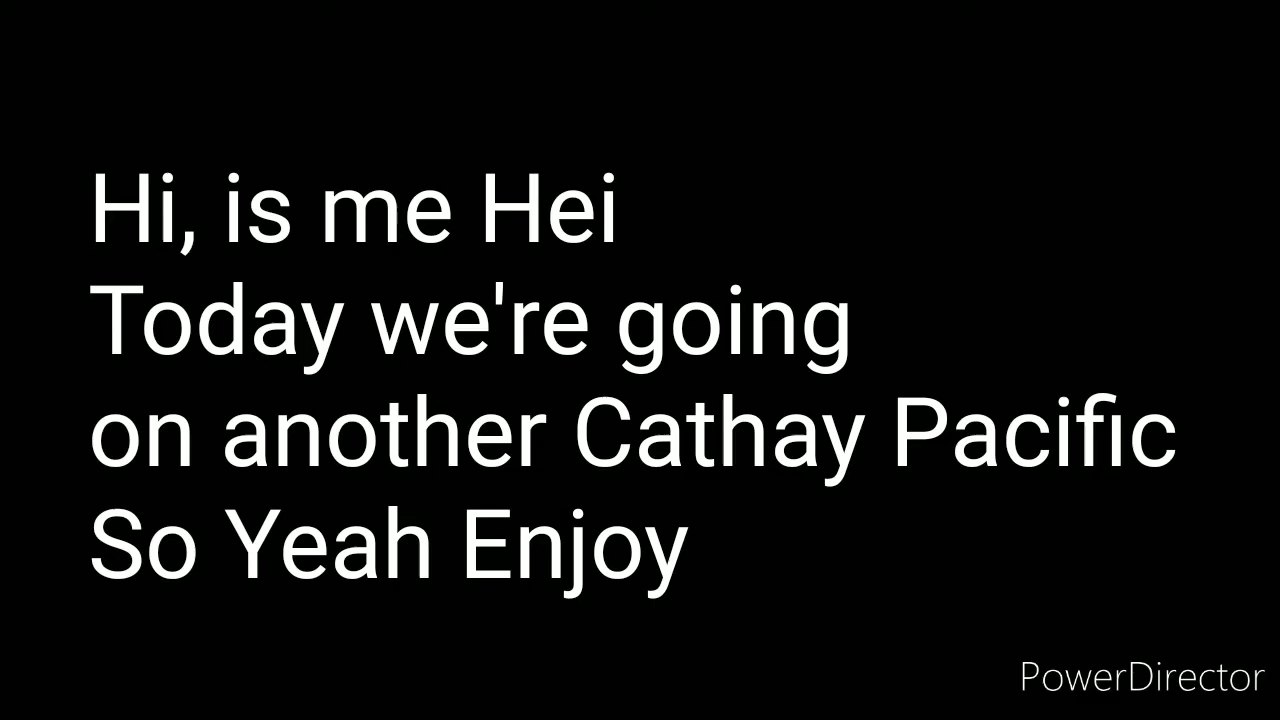 Hi, is me Hei
Today we're going
on another Cathay Pacific
So Yeah Enjoy
PowerDirector